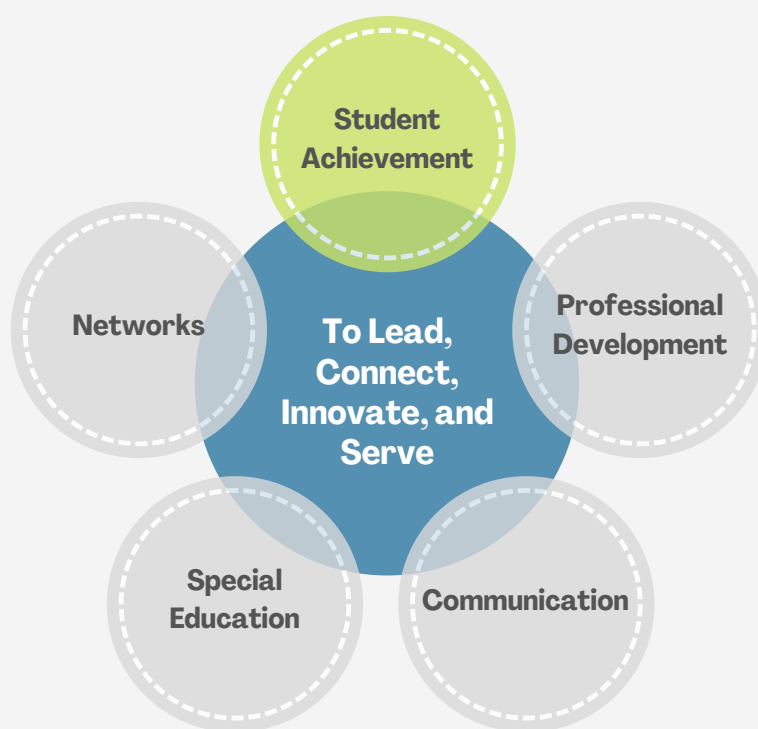 Student
Achievement
Networks
Professional
Development
To Lead,
Connect,
Innovate, and
Serve
Special
Education
Communication